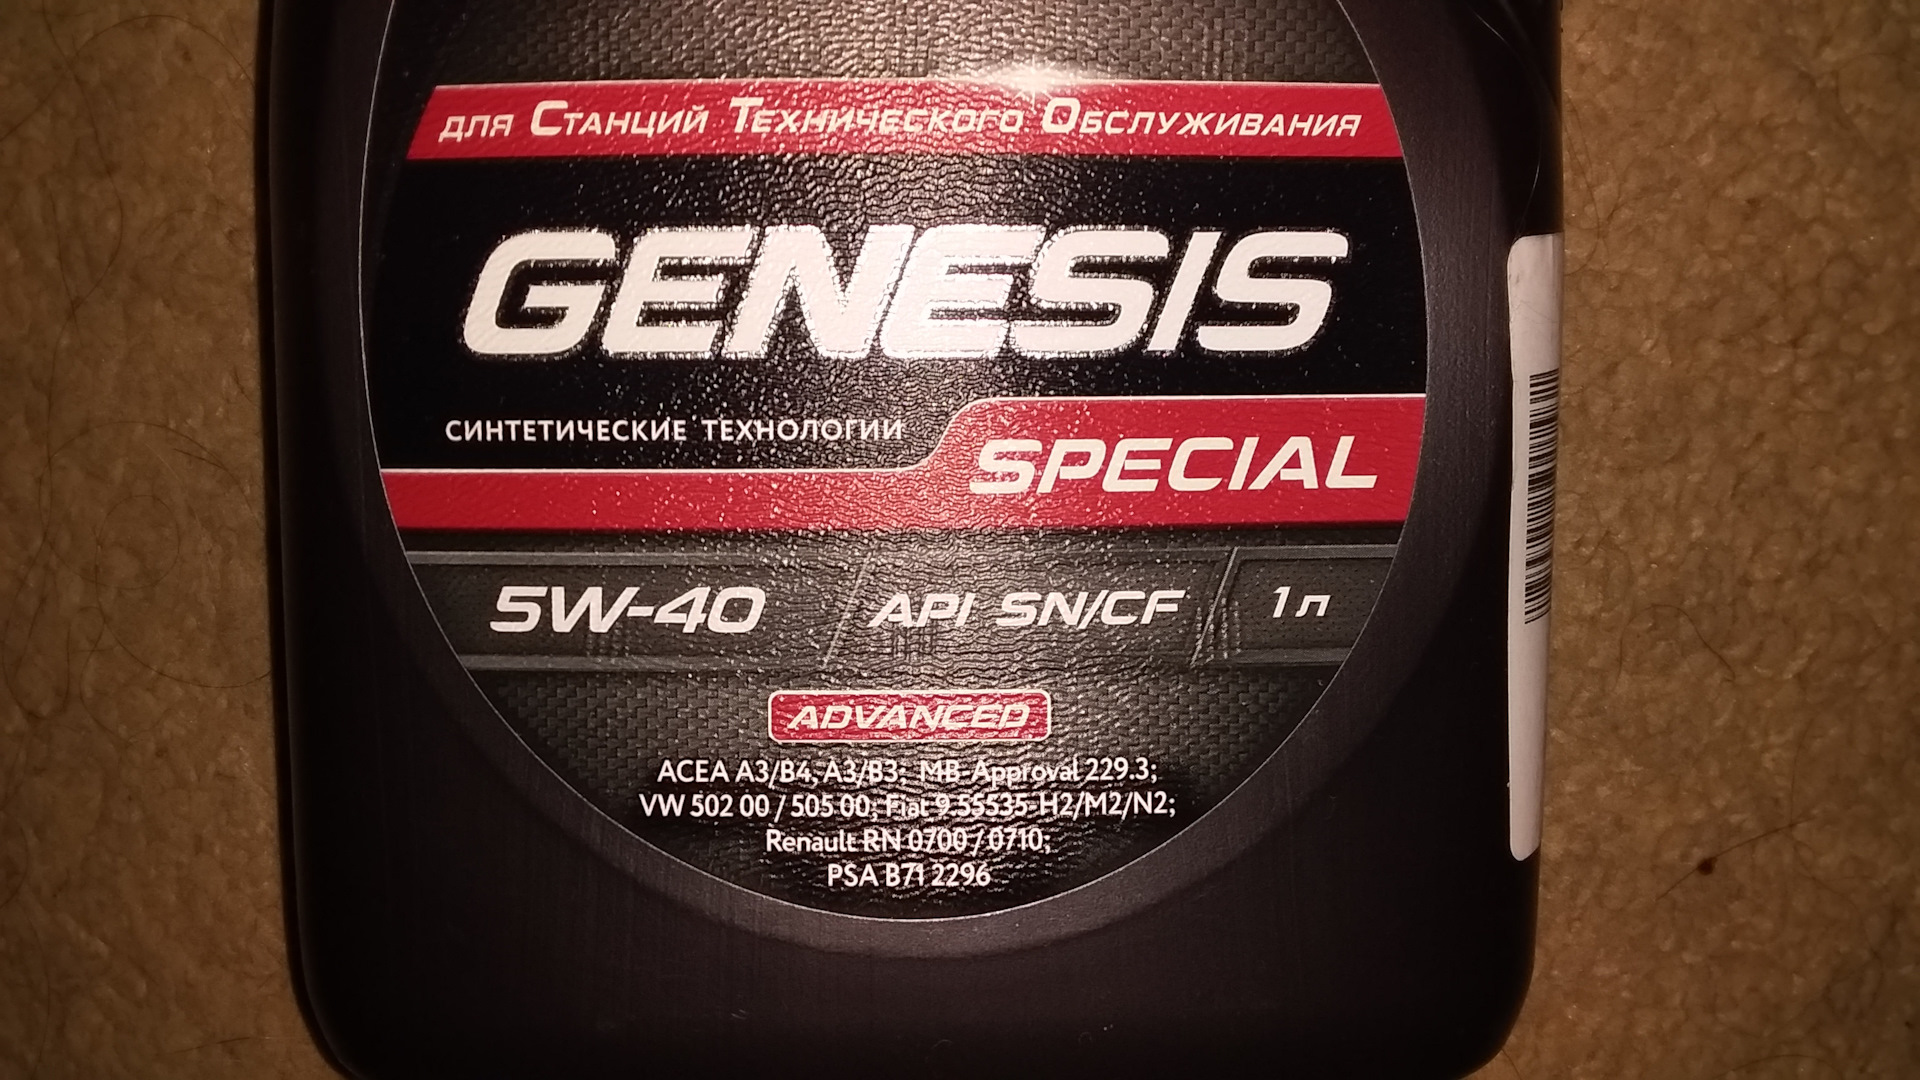 для Станций Технического Обслуживания
GENESIS
СИНТЕТИЧЕСКИЕ ТЕХНОЛОГИИ
SPECIAL
5W-40 API SN/CF 1 л
ADVANCED
ACEA A3/B4, A3/B3; MB-Approval 229.3;
VW 502 00 / 505 00; Fiat 9.55535-H2/M2/N2;
Renault RN 0700 / 0710;
PSA B71 2296